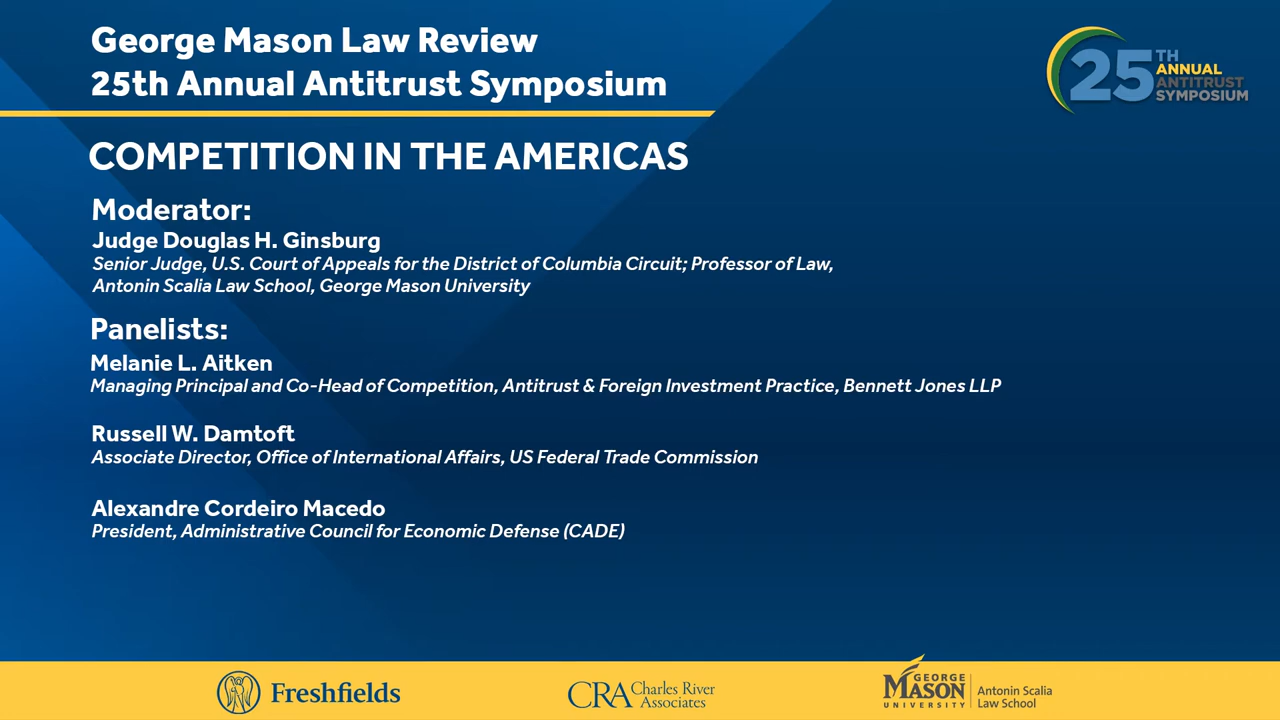 George Mason Law Review
25th Annual Antitrust Symposium
25TH
ANNUAL
ANTITRUST
SYMPOSIUM
COMPETITION IN THE AMERICAS
Moderator:
Judge Douglas H. Ginsburg
Senior Judge, U.S. Court of Appeals for the District of Columbia Circuit; Professor of Law,
Antonin Scalia Law School, George Mason University
Panelists:
Melanie L. Aitken
Managing Principal and Co-Head of Competition, Antitrust & Foreign Investment Practice, Bennett Jones LLP
Russell W. Damtoft
Associate Director, Office of International Affairs, US Federal Trade Commission
Alexandre Cordeiro Macedo
President, Administrative Council for Economic Defense (CADE)
Freshfields
CRA Charles River
Associates
GEORGE
MASON
UNIVERSITY
Antonin Scalia
Law School